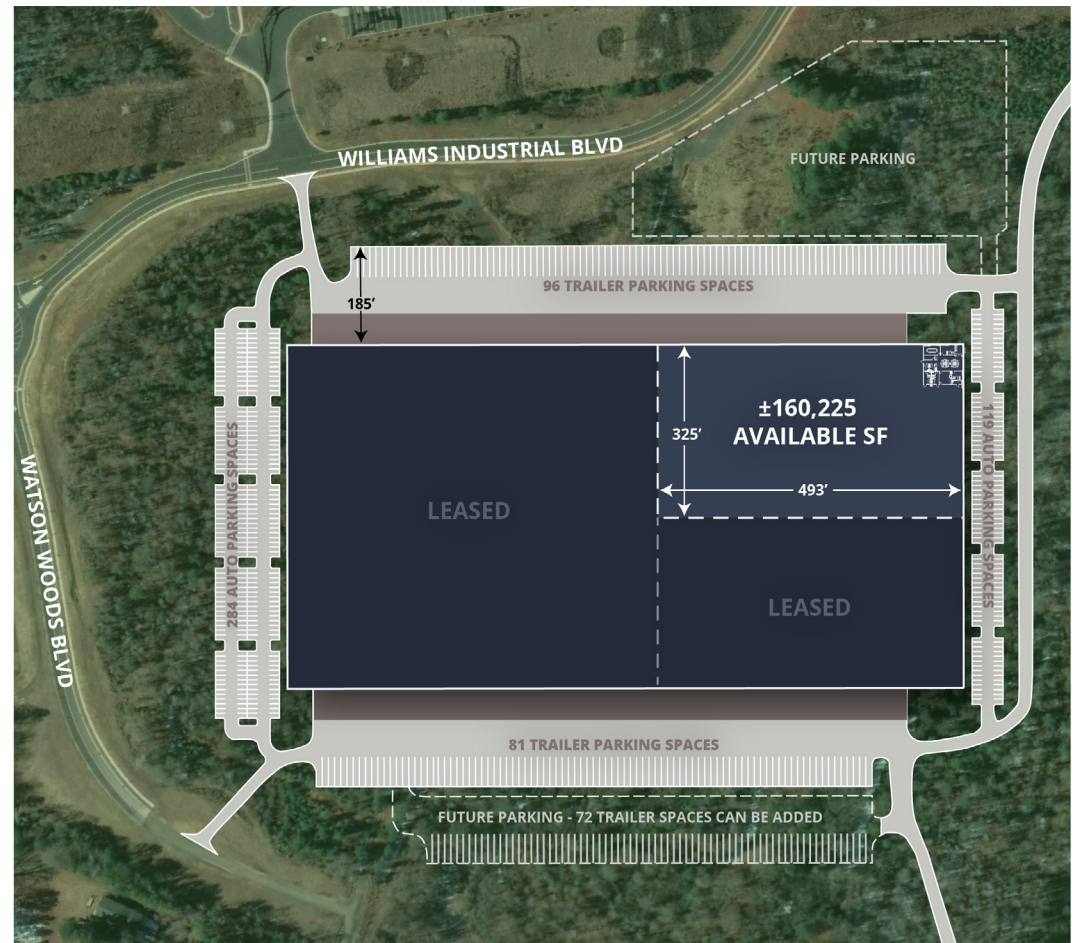 WILLIAMS INDUSTRIAL BLVD
FUTURE PARKING
96 TRAILER PARKING SPACES
185’
±160,225
AVAILABLE SF
325’
493’
LEASED
LEASED
284 AUTO PARKING SPACES
119 AUTO PARKING SPACES
WATSON WOODS BLVD
81 TRAILER PARKING SPACES
FUTURE PARKING - 72 TRAILER SPACES CAN BE ADDED